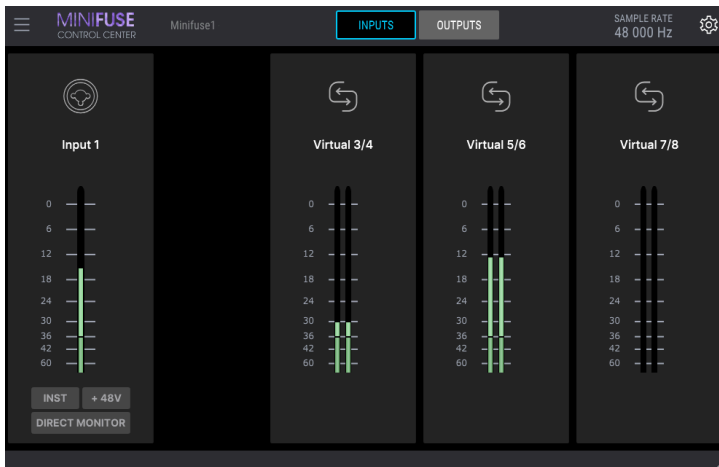 MINIFUSE
CONTROL CENTER
Minifuse1
INPUTS
OUTPUTS
SAMPLE RATE
48 000 Hz
Input 1
0
6
12
18
24
30
36
42
60
INST
+ 48V
DIRECT MONITOR
Virtual 3/4
0
6
12
18
24
30
36
42
60
Virtual 5/6
0
6
12
18
24
30
36
42
60
Virtual 7/8
0
6
12
18
24
30
36
42
60